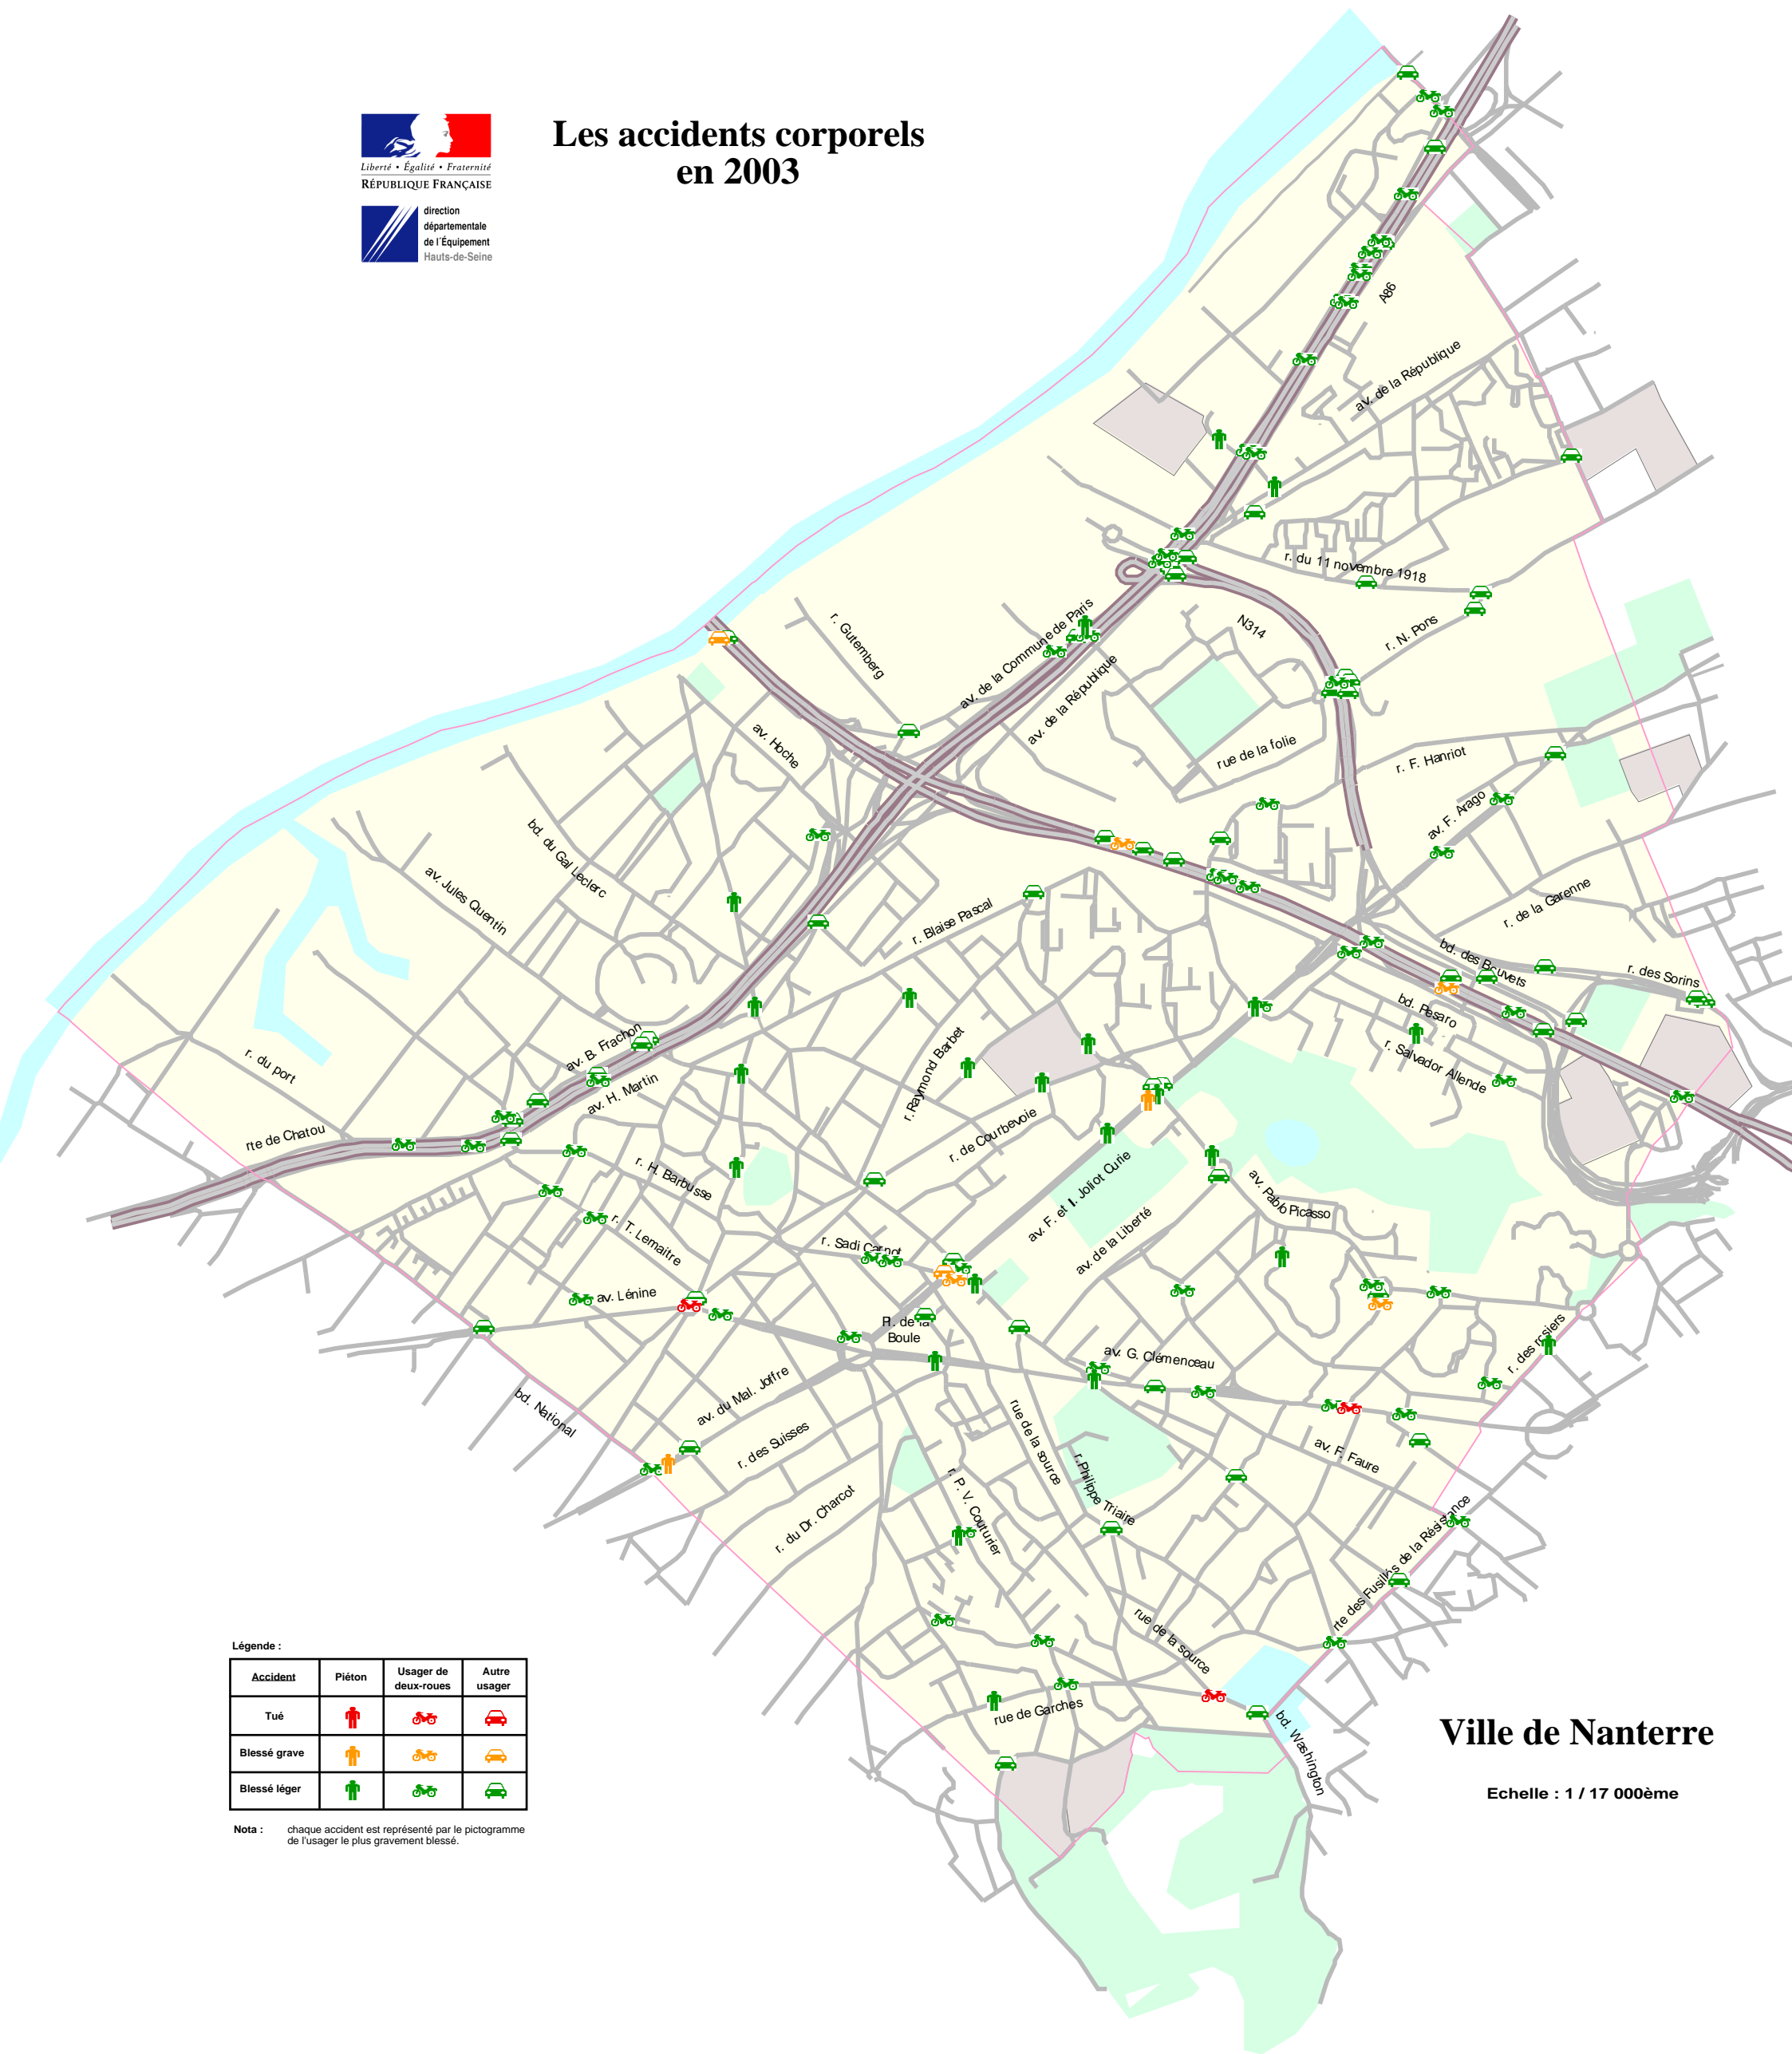 Les accidents corporels
en 2003
Liberté • Égalité • Fraternité
RÉPUBLIQUE FRANÇAISE
direction
départementale
de l'Équipement
Hauts-de-Seine
A86
av. de la République
r. du 11 novembre 1918
r. N. Pons
N314
r. Gutemberg
av. de la Commune de Paris
av. de la République
rue de la folie
r. F. Hanriot
av. Hoche
av. F. Arago
bd. du Gal Leclerc
av. Jules Quentin
r. Blaise Pascal
r. de la Garenne
bd. des Bouvets
r. des Sorins
bd. Pesaro
r. Salvador Allende
av. B. Frachon
r. du port
av. H. Martin
r. Raymond Barbet
rte de Chatou
r. de Courbevoie
r. H. Barbusse
av. F. et I. Joliot Curie
av. Pablo Picasso
r. T. Lemaitre
r. Sadi Carnot
av. de la Liberté
av. Lénine
Pl. de la
Boule
av. G. Clémenceau
r. des rosiers
av. du Mal. Joffre
bd. National
r. des Suisses
rue de la source
av. F. Faure
r. Philippe Triaire
r. P. V. Couturier
r. du Dr. Charcot
rte des Fusillés de la Résistance
rue de la source
rue de Garches
bd. Washington
Légende :
Accident Piéton Usager de deux-roues Autre usager
Tué
Blessé grave
Blessé léger
Nota : chaque accident est représenté par le pictogramme
de l'usager le plus gravement blessé.
Ville de Nanterre
Echelle : 1 / 17 000ème